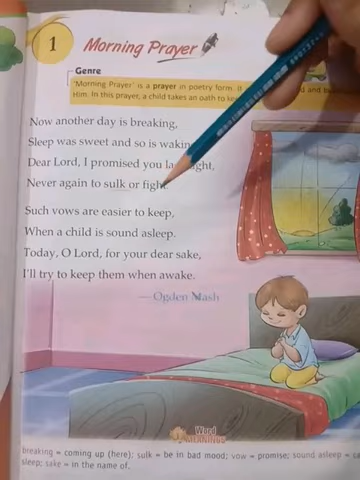 1
Morning Prayer
Genre
'Morning Prayer' is a prayer in poetry form. It
Him. In this prayer, a child takes an oath to
Now another day is breaking,
Sleep was sweet and so is waking
Dear Lord, I promised you la ight,
Never again to sulk or fight
Such vows are easier to keep,
When a child is sound asleep.
Today, O Lord, for your dear sake,
I'll try to keep them when awake.
—Ogden Nash
Word
MEANINGS
breaking = coming up (here); sulk = be in bad mood; vow = promise; sound asleep =
sleep; sake = in the name of.